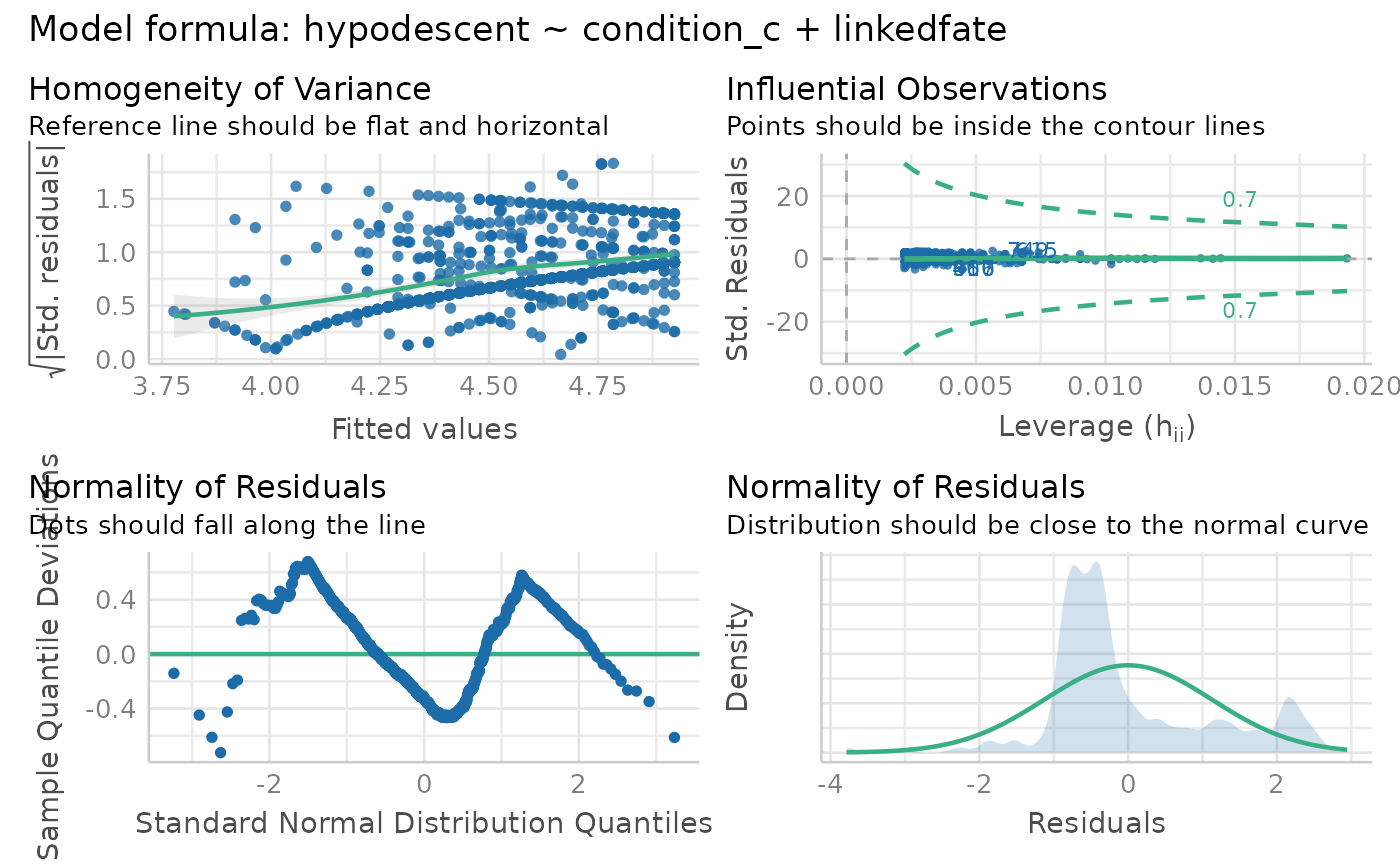 Model formula: hypodescent ~ condition_c + linkedfate
Homogeneity of Variance
Reference line should be flat and horizontal
√|Std. residuals|
1.5
1.0
0.5
0.0
3.75 4.00 4.25 4.50 4.75
Fitted values
Influential Observations
Points should be inside the contour lines
Std. Residuals
20
0
-20
0.7
0.7
0.000 0.005 0.010 0.015 0.020
Leverage (hii)
Normality of Residuals
Dots should fall along the line
Sample Quantile Deviations
0.4
0.0
-0.4
-2 0 2
Standard Normal Distribution Quantiles
Normality of Residuals
Distribution should be close to the normal curve
Density
-4 -2 0 2
Residuals